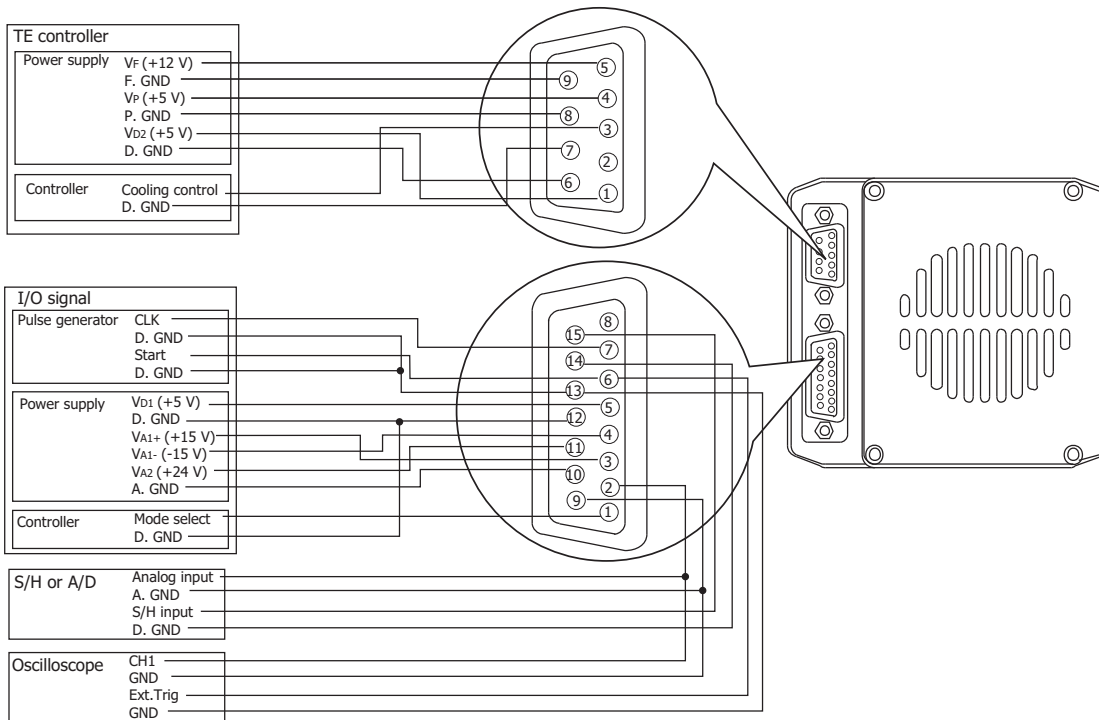 TE controller
Power supply
VF (+12 V)
F. GND
VP (+5 V)
P. GND
VD2 (+5 V)
D. GND
Controller
Cooling control
D. GND
5
9
4
8
3
7
2
6
1
I/O signal
Pulse generator
CLK
D. GND
Start
D. GND
Power supply
VD1 (+5 V)
D. GND
VA1+ (+15 V)
VA1- (-15 V)
VA2 (+24 V)
A. GND
Controller
Mode select
D. GND
8
15
7
14
6
13
5
12
4
11
3
10
2
9
1
S/H or A/D
Analog input
A. GND
S/H input
D. GND
Oscilloscope
CH1
GND
Ext.Trig
GND